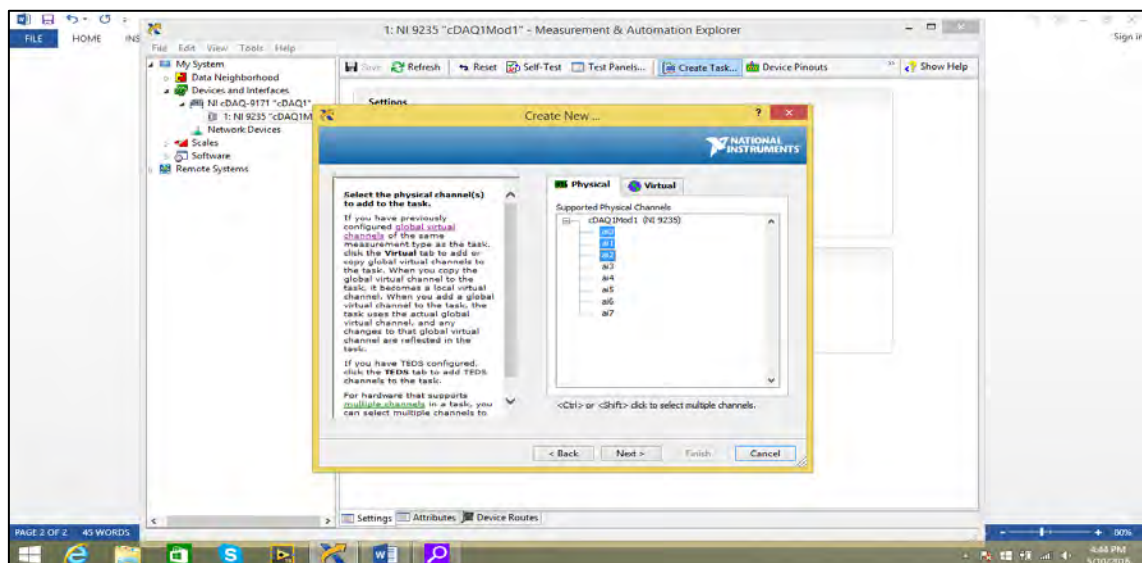 1: NI 9235 "cDAQ1Mod1" - Measurement & Automation Explorer
Sign in
FILE HOME INS
File Edit View Tools Help
My System
Data Neighborhood
Devices and Interfaces
NI cDAQ-9171 "cDAQ1"
1: NI 9235 "cDAQ1M
Network Devices
Scales
Software
Remote Systems
Save Refresh Reset Self-Test Test Panels... Create Task... Device Pinouts Show Help
Settings
Create New ...
?
NATIONAL
INSTRUMENTS
Select the physical channel(s)
to add to the task.
If you have previously
configured global virtual
channels of the same
measurement type as the task,
click the Virtual tab to add or
copy global virtual channels to
the task. When you copy the
global virtual channel to the
task, it becomes a local virtual
channel. When you add a global
virtual channel to the task, the
task uses the actual global
virtual channel, and any
changes to that global virtual
channel are reflected in the
task.
If you have TEDS configured,
click the TEDS tab to add TEDS
channels to the task.
For hardware that supports
multiple channels in a task, you
can select multiple channels to
Physical Virtual
Supported Physical Channels
cDAQ1Mod1 (NI 9235)
ai0
ai1
ai2
ai3
ai4
ai5
ai6
ai7
<Ctrl> or <Shift> click to select multiple channels.
< Back Next > Finish Cancel
Settings Attributes Device Routes
PAGE 2 OF 2 45 WORDS
80%
4:44 PM